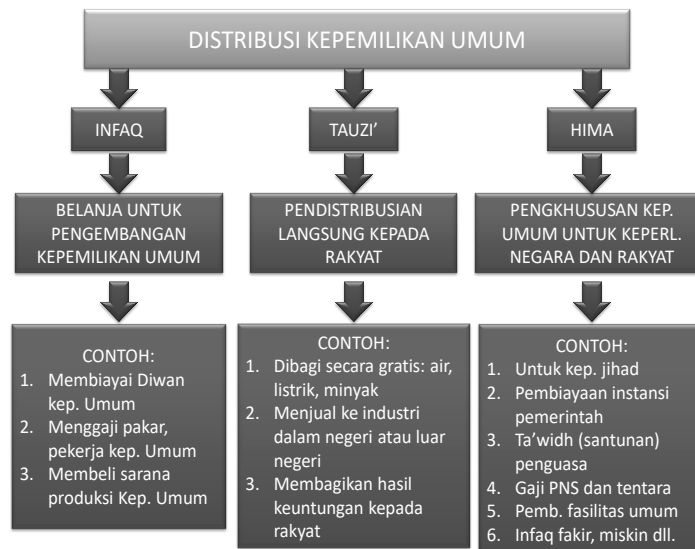 DISTRIBUSI KEPEMILIKAN UMUM
INFAQ
BELANJA UNTUK
PENGEMBANGAN
KEPEMILIKAN UMUM
CONTOH:
1. Membiayai Diwan
kep. Umum
2. Menggaji pakar,
pekerja kep. Umum
3. Membeli sarana
produksi Kep. Umum
TAUZI’
PENDISTRIBUSIAN
LANGSUNG KEPADA
RAKYAT
CONTOH:
1. Dibagi secara gratis: air,
listrik, minyak
2. Menjual ke industri
dalam negeri atau luar
negeri
3. Membagikan hasil
keuntungan kepada
rakyat
HIMA
PENGKHUSUSAN KEP.
UMUM UNTUK KEPERL.
NEGARA DAN RAKYAT
CONTOH:
1. Untuk kep. jihad
2. Pembiayaan instansi
pemerintah
3. Ta’widh (santunan)
penguasa
4. Gaji PNS dan tentara
5. Pemb. fasilitas umum
6. Infaq fakir, miskin dll.